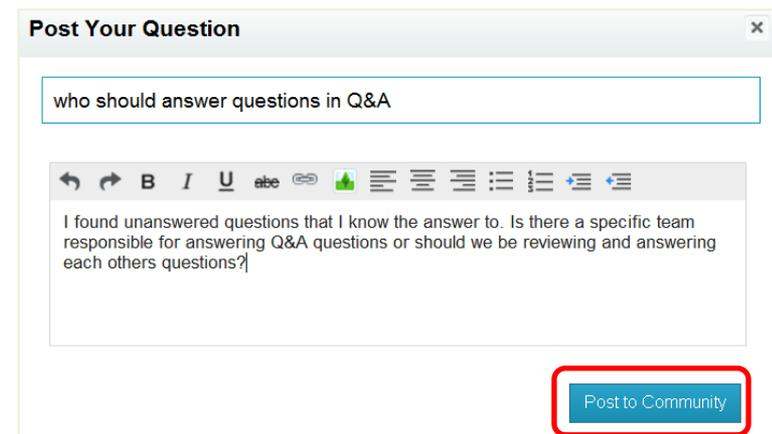 Post Your Question
who should answer questions in Q&A
B I U abc
I found unanswered questions that I know the answer to. Is there a specific team
responsible for answering Q&A questions or should we be reviewing and answering
each others questions?
Post to Community